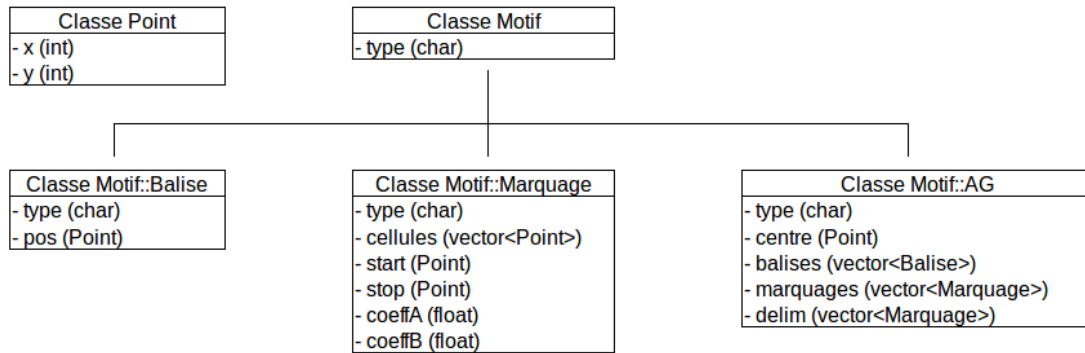 Classe Point
- x (int)
- y (int)
Classe Motif
- type (char)
Classe Motif::Balise
- type (char)
- pos (Point)
Classe Motif::Marquage
- type (char)
- cellules (vector<Point>)
- start (Point)
- stop (Point)
- coeffA (float)
- coeffB (float)
Classe Motif::AG
- type (char)
- centre (Point)
- balises (vector<Balise>)
- marquages (vector<Marquage>)
- delim (vector<Marquage>)